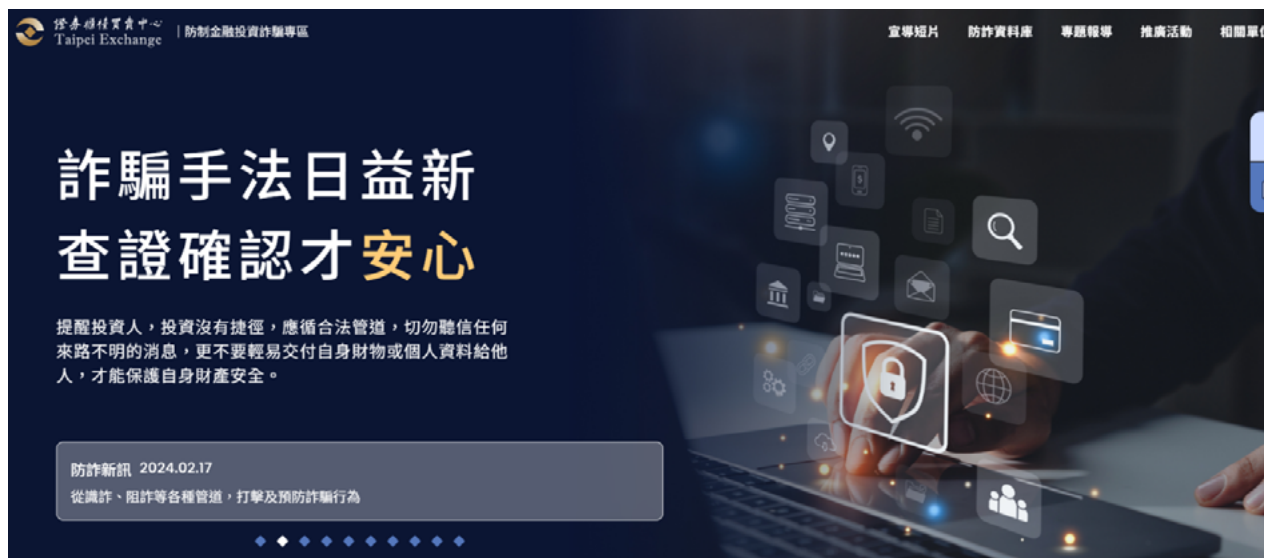 證券櫃檯買賣中心
Taipei Exchange
|防制金融投資詐騙專區
宣導短片 防詐資料庫 專題報導 推廣活動 相關單
詐騙手法日益新
查證確認才安心
提醒投資人，投資沒有捷徑，應循合法管道，切勿聽信任何
來路不明的消息，更不要輕易交付自身財物或個人資料給他
人，才能保護自身財產安全。
防詐新訊 2024.02.17
從識詐、阻詐等各種管道，打擊及預防詐騙行為